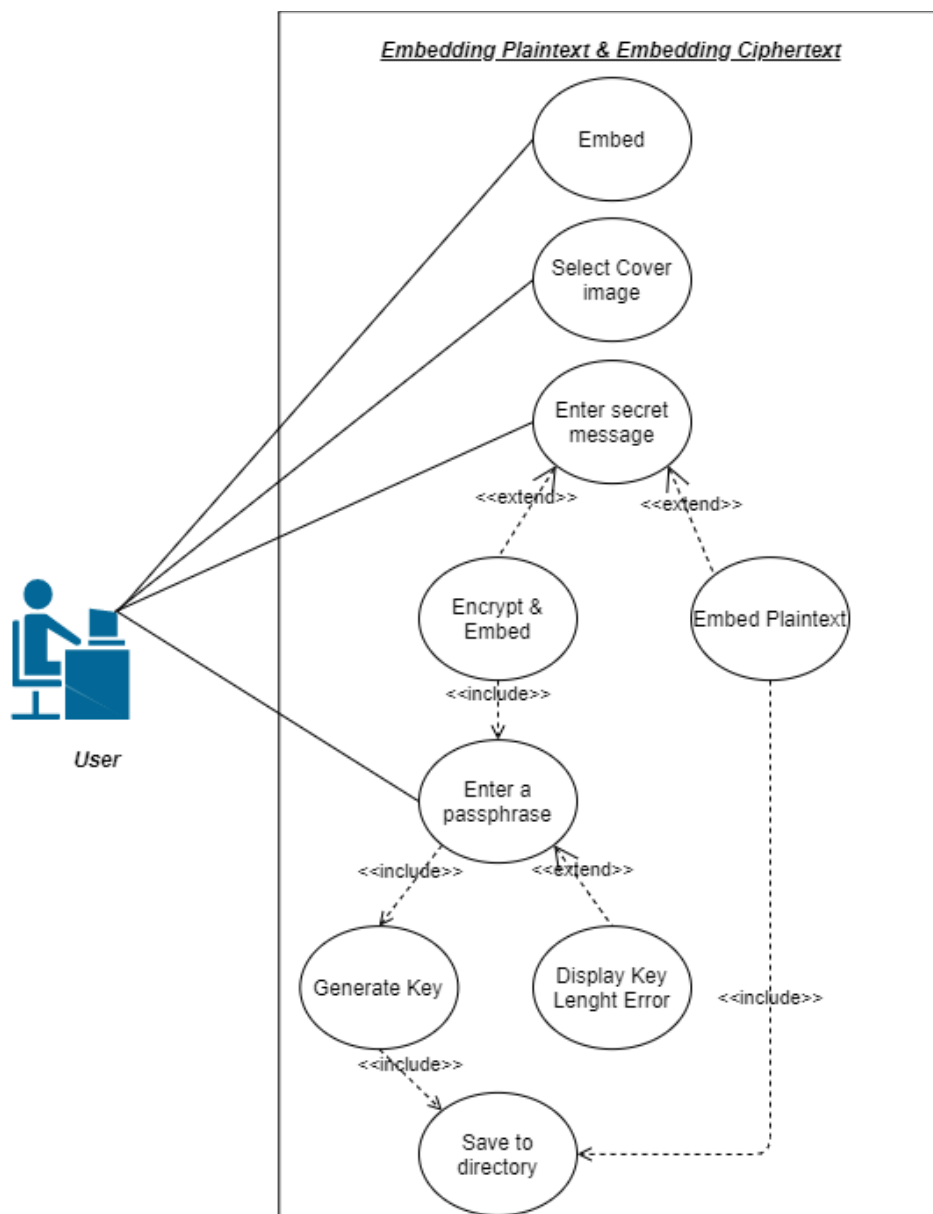 Embedding Plaintext & Embedding Ciphertext
Embed
Select Cover
image
Enter secret
message
<<extend>>
<<extend>>
Encrypt &
Embed
Embed Plaintext
<<include>>
User
Enter a
passphrase
<<include>>
<<extend>>
Generate Key
Display Key
Lenght Error
<<include>>
<<include>>
Save to
directory